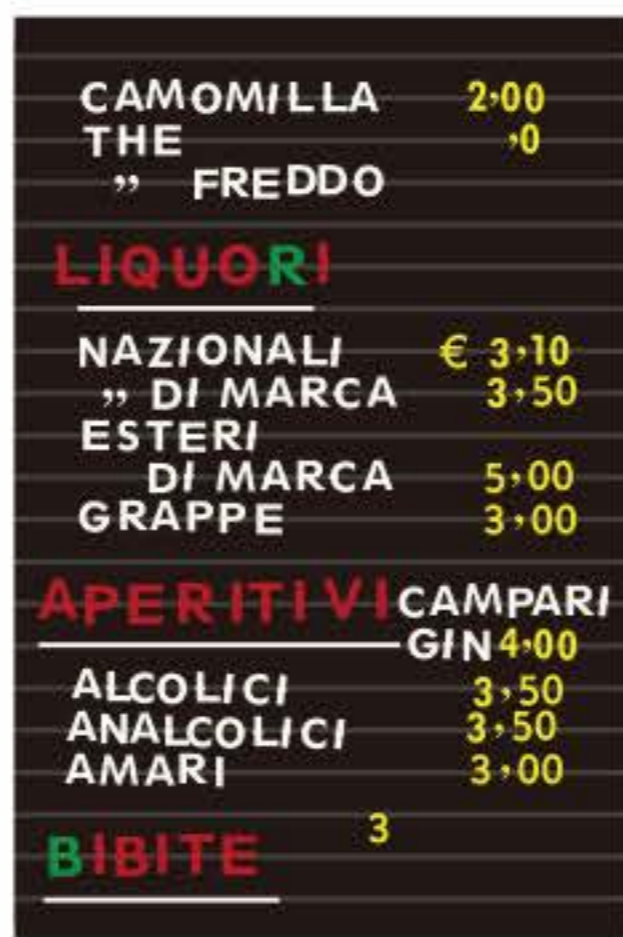 CAMOMILLA 2,00
THE ,0
,, FREDDO
LIQUORI
NAZIONALI € 3,10
,, DI MARCA 3,50
ESTERI
DI MARCA 5,00
GRAPPE 3,00
APERITIVI CAMPARI
GIN 4,00
ALCOLICI 3,50
ANALCOLICI 3,50
AMARI 3,00
3
BIBITE